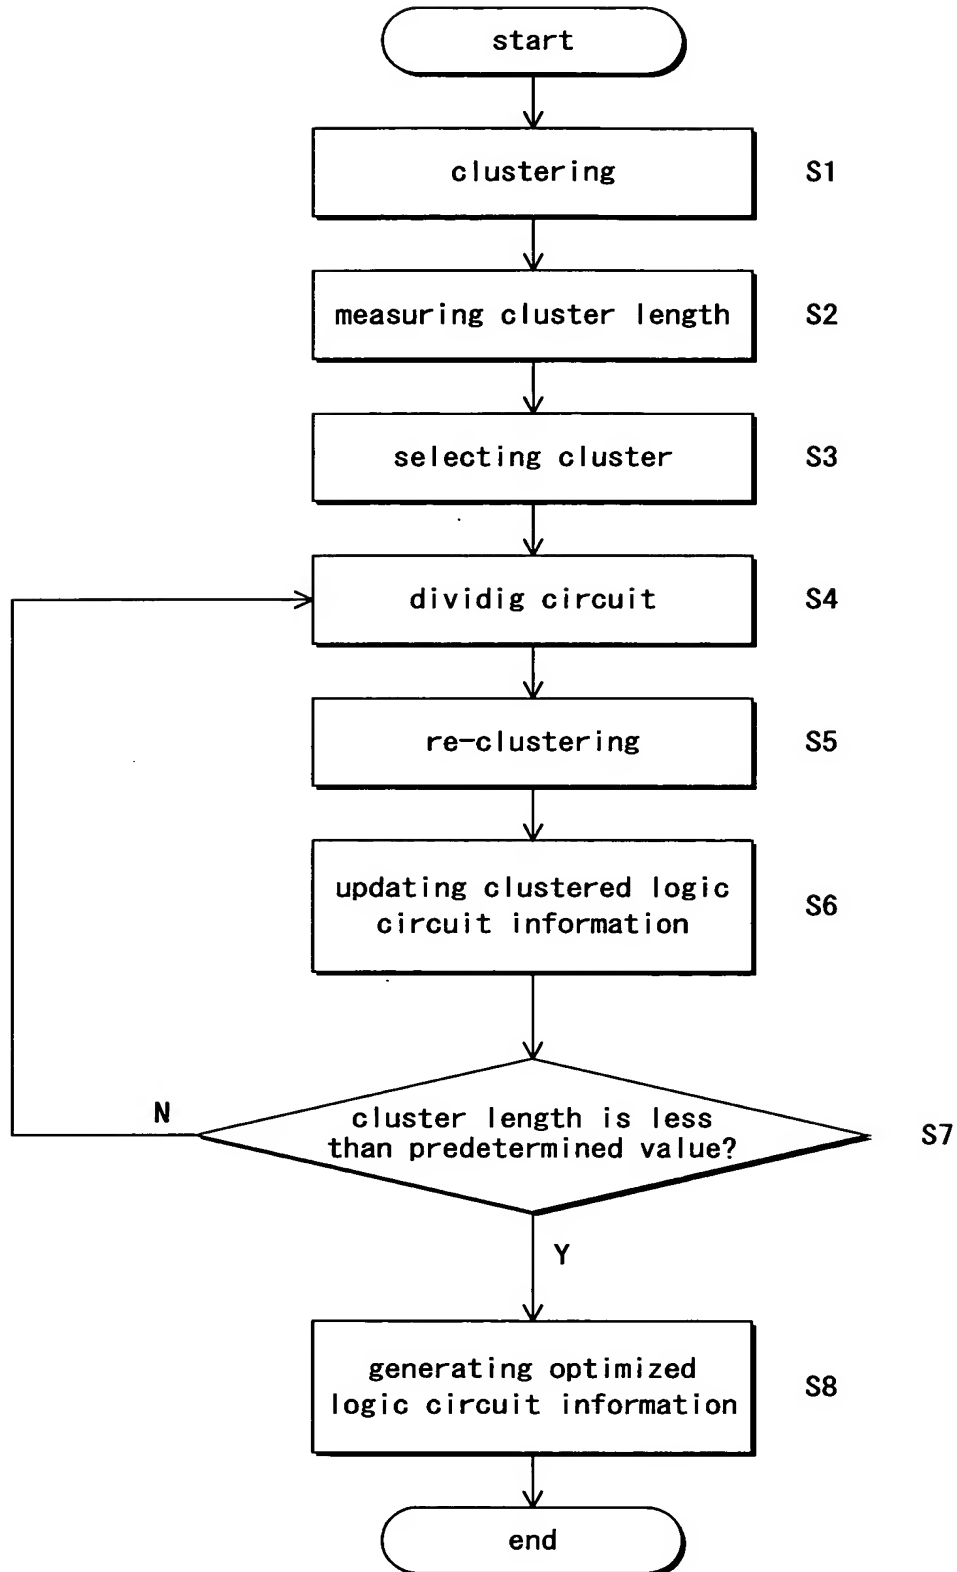 start
clustering
S1
measuring cluster length
S2
selecting cluster
S3
dividig circuit
S4
re-clustering
S5
updating clustered logic
circuit information
S6
N
cluster length is less
than predetermined value?
S7
Y
generating optimized
logic circuit information
S8
end